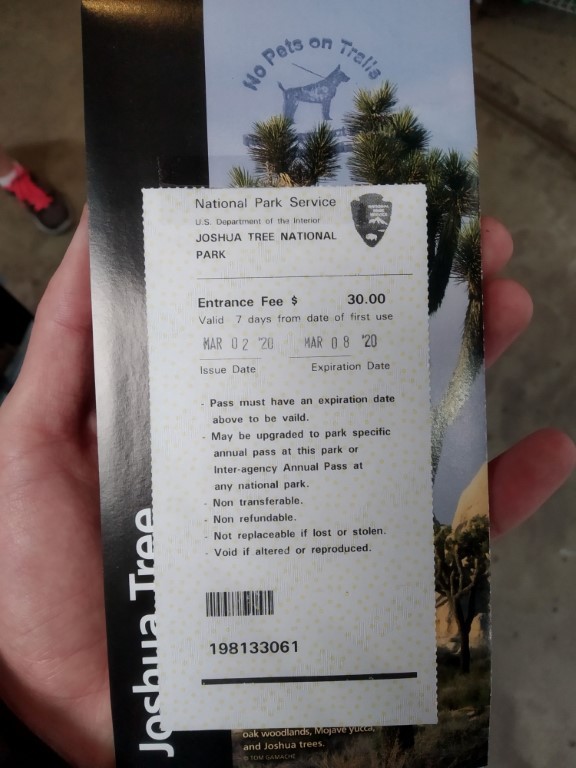 No Pets on Trails
National Park Service
U.S. Department of the Interior
JOSHUA TREE NATIONAL
PARK
NATIONAL
PARK
SERVICE
Entrance Fee $ 30.00
Valid 7 days from date of first use
MAR 02 '20 MAR 08 '20
Issue Date Expiration Date
- Pass must have an expiration date
above to be vaild.
- May be upgraded to park specific
annual pass at this park or
Inter-agency Annual Pass at
any national park.
- Non transferable.
- Non refundable.
- Not replaceable if lost or stolen.
- Void if altered or reproduced.
198133061
Joshua Tree
oak woodlands, Mojave yucca,
and Joshua trees.
© TOM GAMACHE